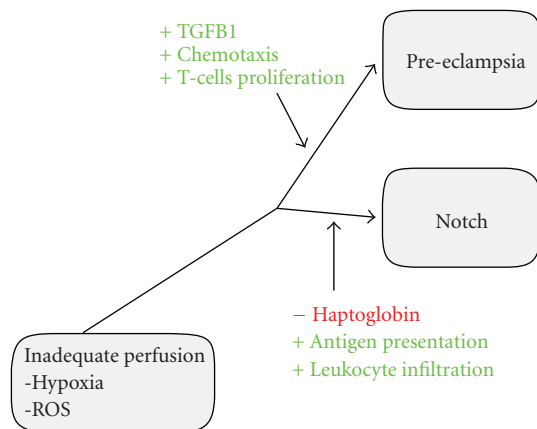 + TGFB1
+ Chemotaxis
+ T-cells proliferation
Pre-eclampsia
Notch
− Haptoglobin
+ Antigen presentation
+ Leukocyte infiltration
Inadequate perfusion
-Hypoxia
-ROS